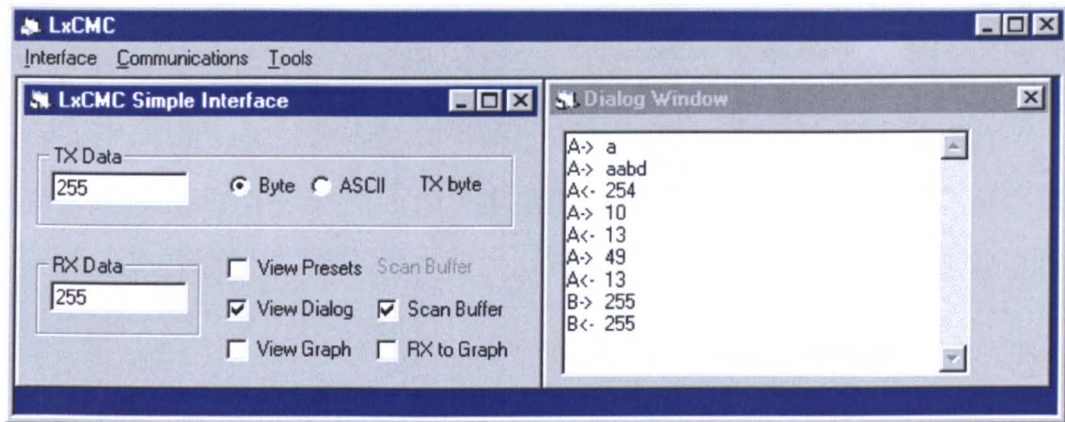 LxCMC
Interface Communications Tools
LxCMC Simple Interface
TX Data
255
Byte
ASCII
TX byte
RX Data
255
View Presets
Scan Buffer
View Dialog
Scan Buffer
View Graph
RX to Graph
Dialog Window
A-> a
A-> aabd
A<- 254
A-> 10
A<- 13
A-> 49
A<- 13
B-> 255
B<- 255